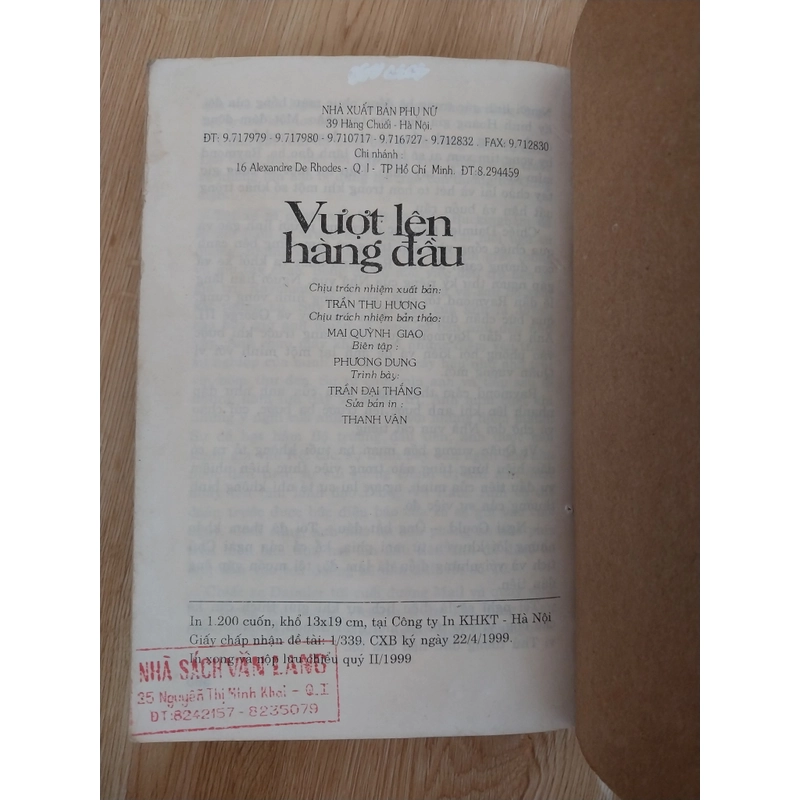 NHÀ XUẤT BẢN PHỤ NỮ
39 Hàng Chuối - Hà Nội.
ĐT: 9.717979 - 9.717980 - 9.710717 - 9.716727 - 9.712832 . FAX: 9.712830
Chi nhánh :
16 Alexandre De Rhodes - Q I - TP Hồ Chí Minh. ĐT:8.294459
Vượt lên
hàng đầu
Chịu trách nhiệm xuất bản:
TRẦN THU HƯƠNG
Chịu trách nhiệm bản thảo:
MAI QUỲNH GIAO
Biên tập :
PHƯƠNG DUNG
Trình bày:
TRẦN ĐẠI THẮNG
Sửa bản in :
THANH VÂN
In 1.200 cuốn, khổ 13x19 cm, tại Công ty In KHKT - Hà Nội
Giấy chấp nhận đề tài: 1/339. CXB ký ngày 22/4/1999.
In xong và nộp lưu chiểu quý II/1999
NHÀ SÁCH VĂN LANG
25 Nguyễn Thị Minh Khai - Q.I
ĐT:8242157 - 8235079